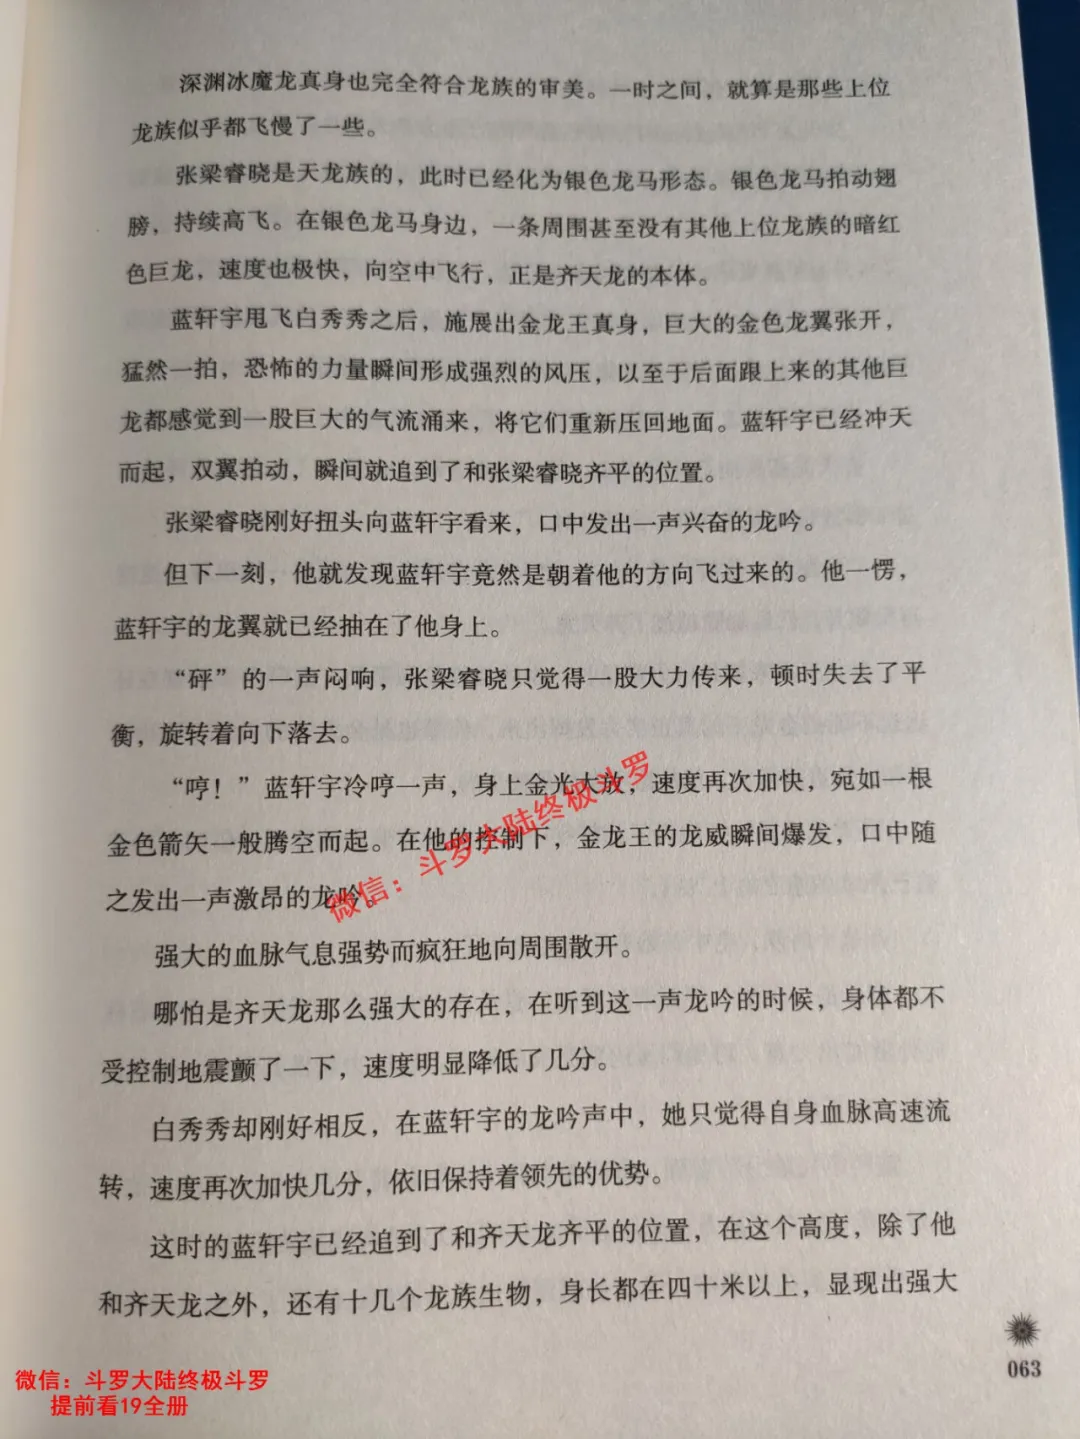 深渊冰魔龙真身也完全符合龙族的审美。一时之间，就算是那些上位
龙族似乎都飞慢了一些。
张梁睿晓是天龙族的，此时已经化为银色龙马形态。银色龙马拍动翅
膀，持续高飞。在银色龙马身边，一条周围甚至没有其他上位龙族的暗红
色巨龙，速度也极快，向空中飞行，正是齐天龙的本体。
蓝轩宇甩飞白秀秀之后，施展出金龙王真身，巨大的金色龙翼张开，
猛然一拍，恐怖的力量瞬间形成强烈的风压，以至于后面跟上来的其他巨
龙都感觉到一股巨大的气流涌来，将它们重新压回地面。蓝轩宇已经冲天
而起，双翼拍动，瞬间就追到了和张梁睿晓齐平的位置。
张梁睿晓刚好扭头向蓝轩宇看来，口中发出一声兴奋的龙吟。
但下一刻，他就发现蓝轩宇竟然是朝着他的方向飞过来的。他一愣，
蓝轩宇的龙翼就已经抽在了他身上。
“砰”的一声闷响，张梁睿晓只觉得一股大力传来，顿时失去了平
衡，旋转着向下落去。
“哼！”蓝轩宇冷哼一声，身上金光大放，速度再次加快，宛如一根
金色箭矢一般腾空而起。在他的控制下，金龙王的龙威瞬间爆发，口中随
之发出一声激昂的龙吟。
微信：斗罗大陆终极斗罗
强大的血脉气息强势而疯狂地向周围散开。
哪怕是齐天龙那么强大的存在，在听到这一声龙吟的时候，身体都不
受控制地震颤了一下，速度明显降低了几分。
白秀秀却刚好相反，在蓝轩宇的龙吟声中，她只觉得自身血脉高速流
转，速度再次加快几分，依旧保持着领先的优势。
这时的蓝轩宇已经追到了和齐天龙齐平的位置，在这个高度，除了他
和齐天龙之外，还有十几个龙族生物，身长都在四十米以上，显现出强大
063
微信：斗罗大陆终极斗罗
提前看19全册